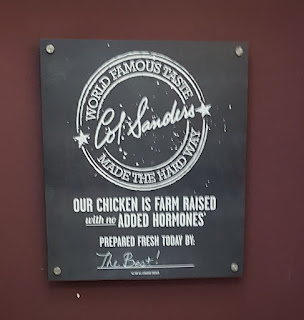 WORLD FAMOUS TASTE
Col. Sanders
MADE THE HARD WAY
OUR CHICKEN IS FARM RAISED
with no ADDED HORMONES*
PREPARED FRESH TODAY BY:
The Best!